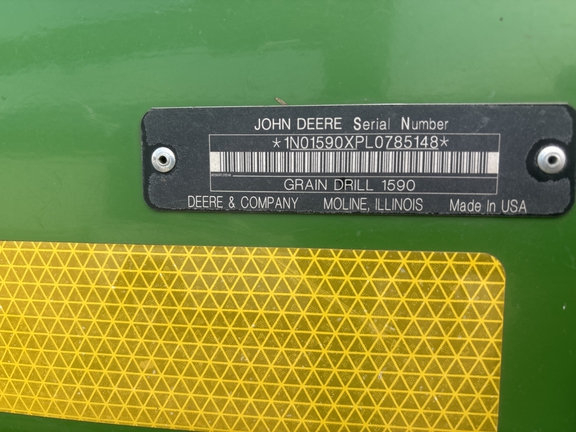 JOHN DEERE Serial Number
*1N01590XPL0785148*
GRAIN DRILL 1590
DEERE & COMPANY MOLINE, ILLINOIS Made In USA